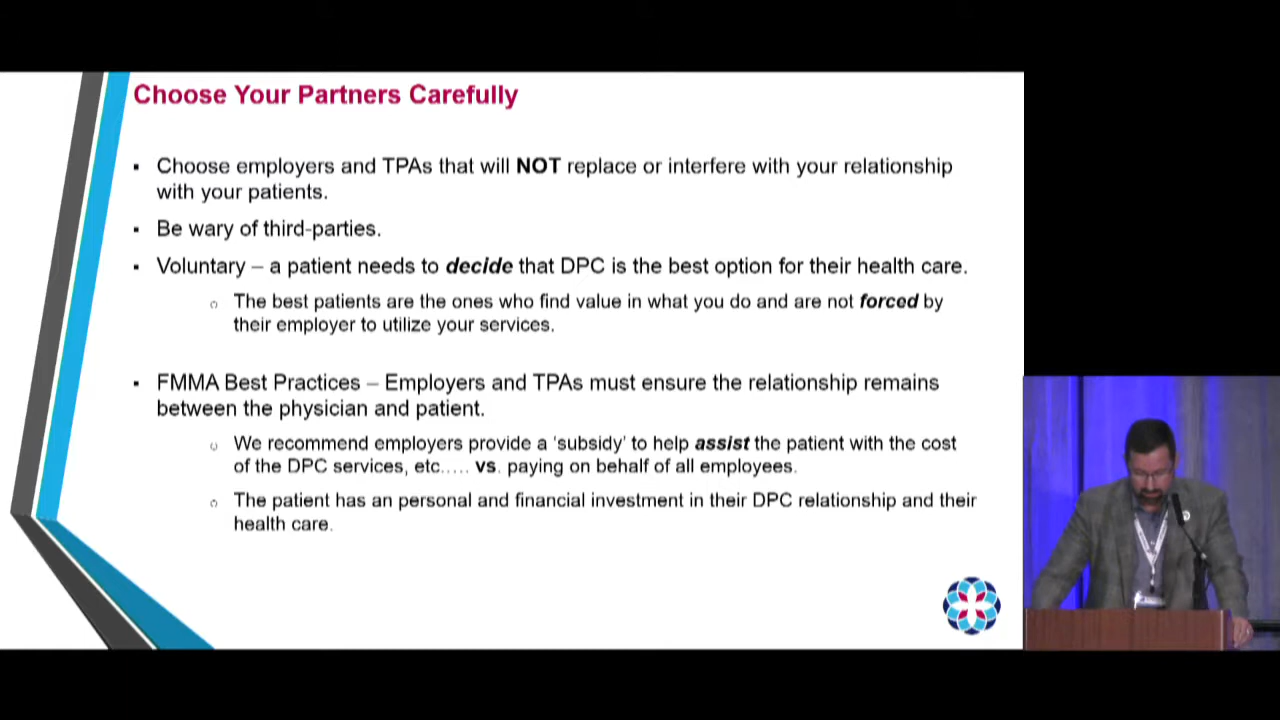 Choose Your Partners Carefully
▪ Choose employers and TPAs that will NOT replace or interfere with your relationship
with your patients.
▪ Be wary of third-parties.
▪ Voluntary – a patient needs to decide that DPC is the best option for their health care.
o The best patients are the ones who find value in what you do and are not forced by
their employer to utilize your services.
▪ FMMA Best Practices – Employers and TPAs must ensure the relationship remains
between the physician and patient.
o We recommend employers provide a ‘subsidy’ to help assist the patient with the cost
of the DPC services, etc….. vs. paying on behalf of all employees.
o The patient has an personal and financial investment in their DPC relationship and their
health care.